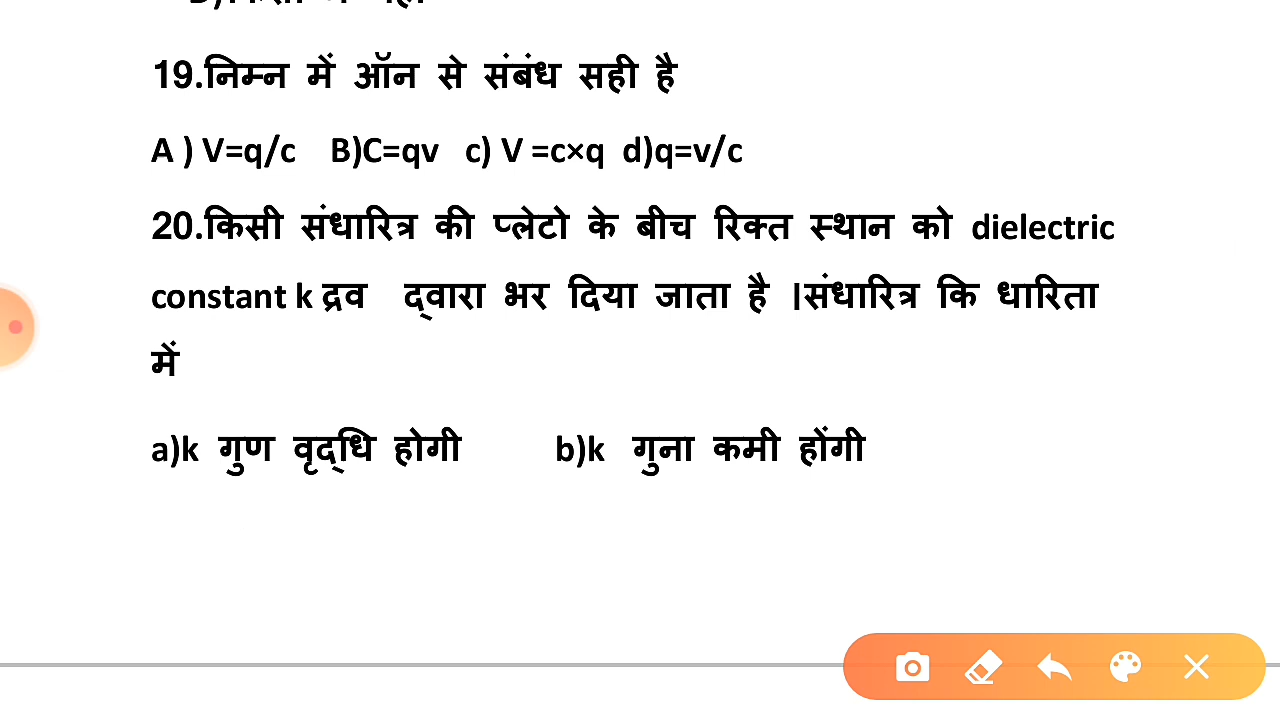 19.निम्न में ऑन से संबंध सही है
A ) V=q/c B)C=qv c) V =c×q d)q=v/c
20.किसी संधारित्र की प्लेटो के बीच रिक्त स्थान को dielectric
constant k द्रव द्वारा भर दिया जाता है ।संधारित्र कि धारिता
में
a)k गुण वृद्धि होगी b)k गुना कमी होंगी